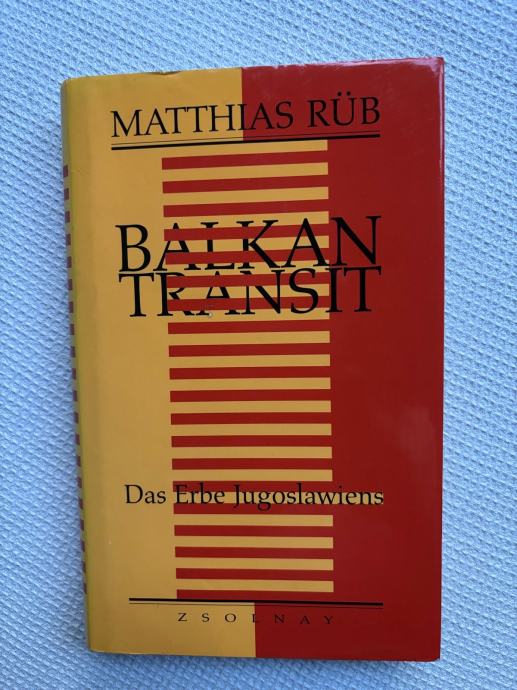 MATTHIAS RÜB
BALKAN
TRANSIT
Das Erbe Jugoslawiens
ZSOLNAY